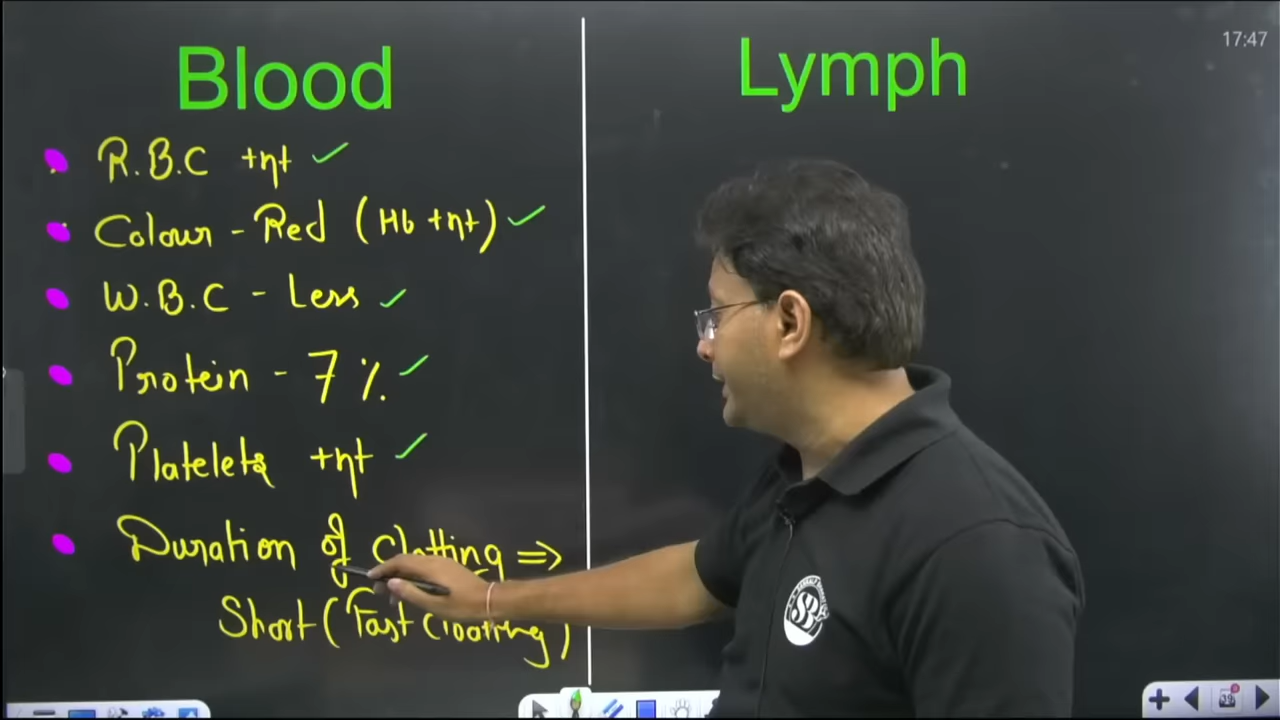 Blood
Lymph
17:47
R.B.C +nt
Colour - Red (Hb +nt)
W.B.C - Less
Protein - 7 %.
Platelets +nt
Duration of Clotting ⇒
Short (Fast Clotting)